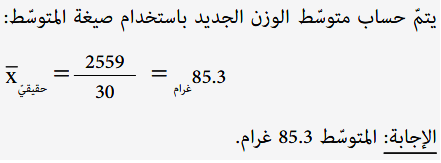 يتمّ حساب متوسّط الوزن الجديد باستخدام صيغة المتوسّط:
x̅ حقيقيّ = 2559/30 = 85.3 غرام
الإجابة: المتوسّط 85.3 غرام.